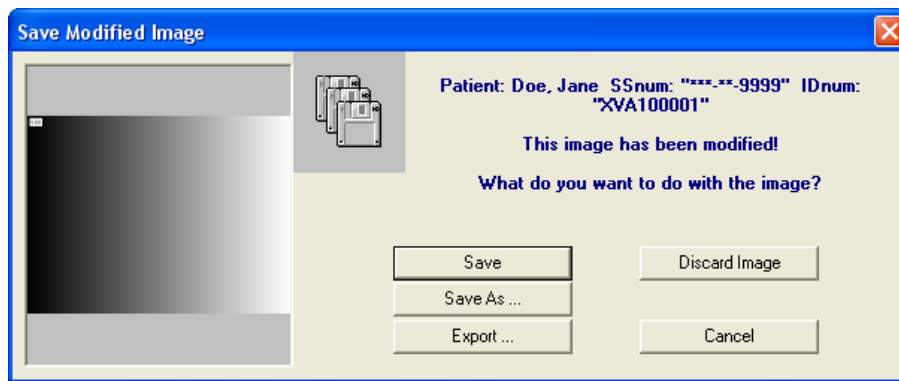 Save Modified Image
Patient: Doe, Jane SSnum: "***-**-9999" IDnum:
"XVA100001"
This image has been modified!
What do you want to do with the image?
Save
Discard Image
Save As ...
Export ...
Cancel